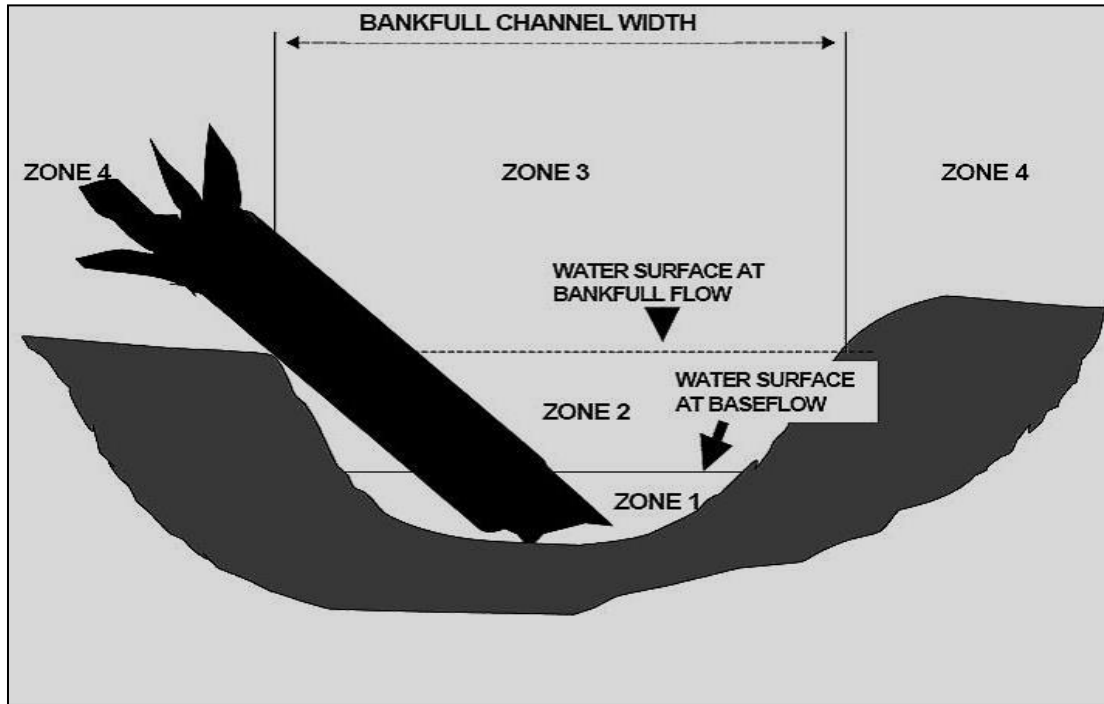 BANKFULL CHANNEL WIDTH
ZONE 4
ZONE 3
ZONE 4
WATER SURFACE AT
BANKFULL FLOW
WATER SURFACE
AT BASEFLOW
ZONE 2
ZONE 1